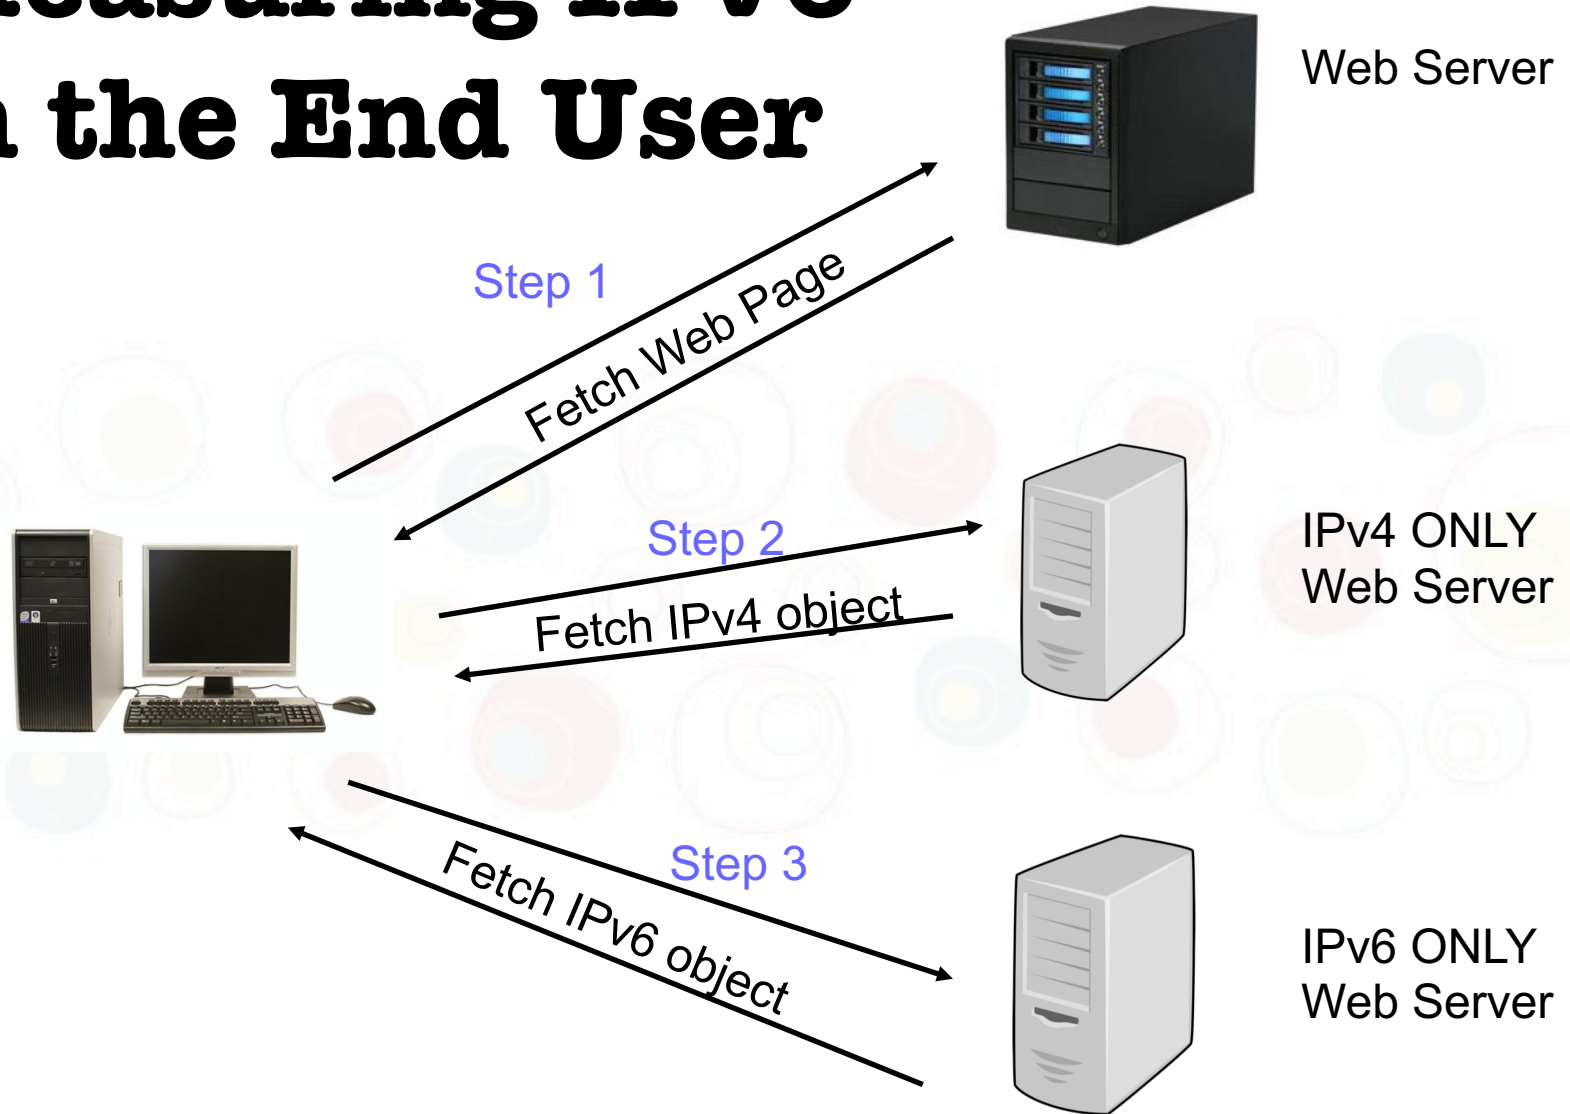 the End User
Web Server
Step 1
Fetch Web Page
Step 2
Fetch IPv4 object
IPv4 ONLY
Web Server
Step 3
Fetch IPv6 object
IPv6 ONLY
Web Server